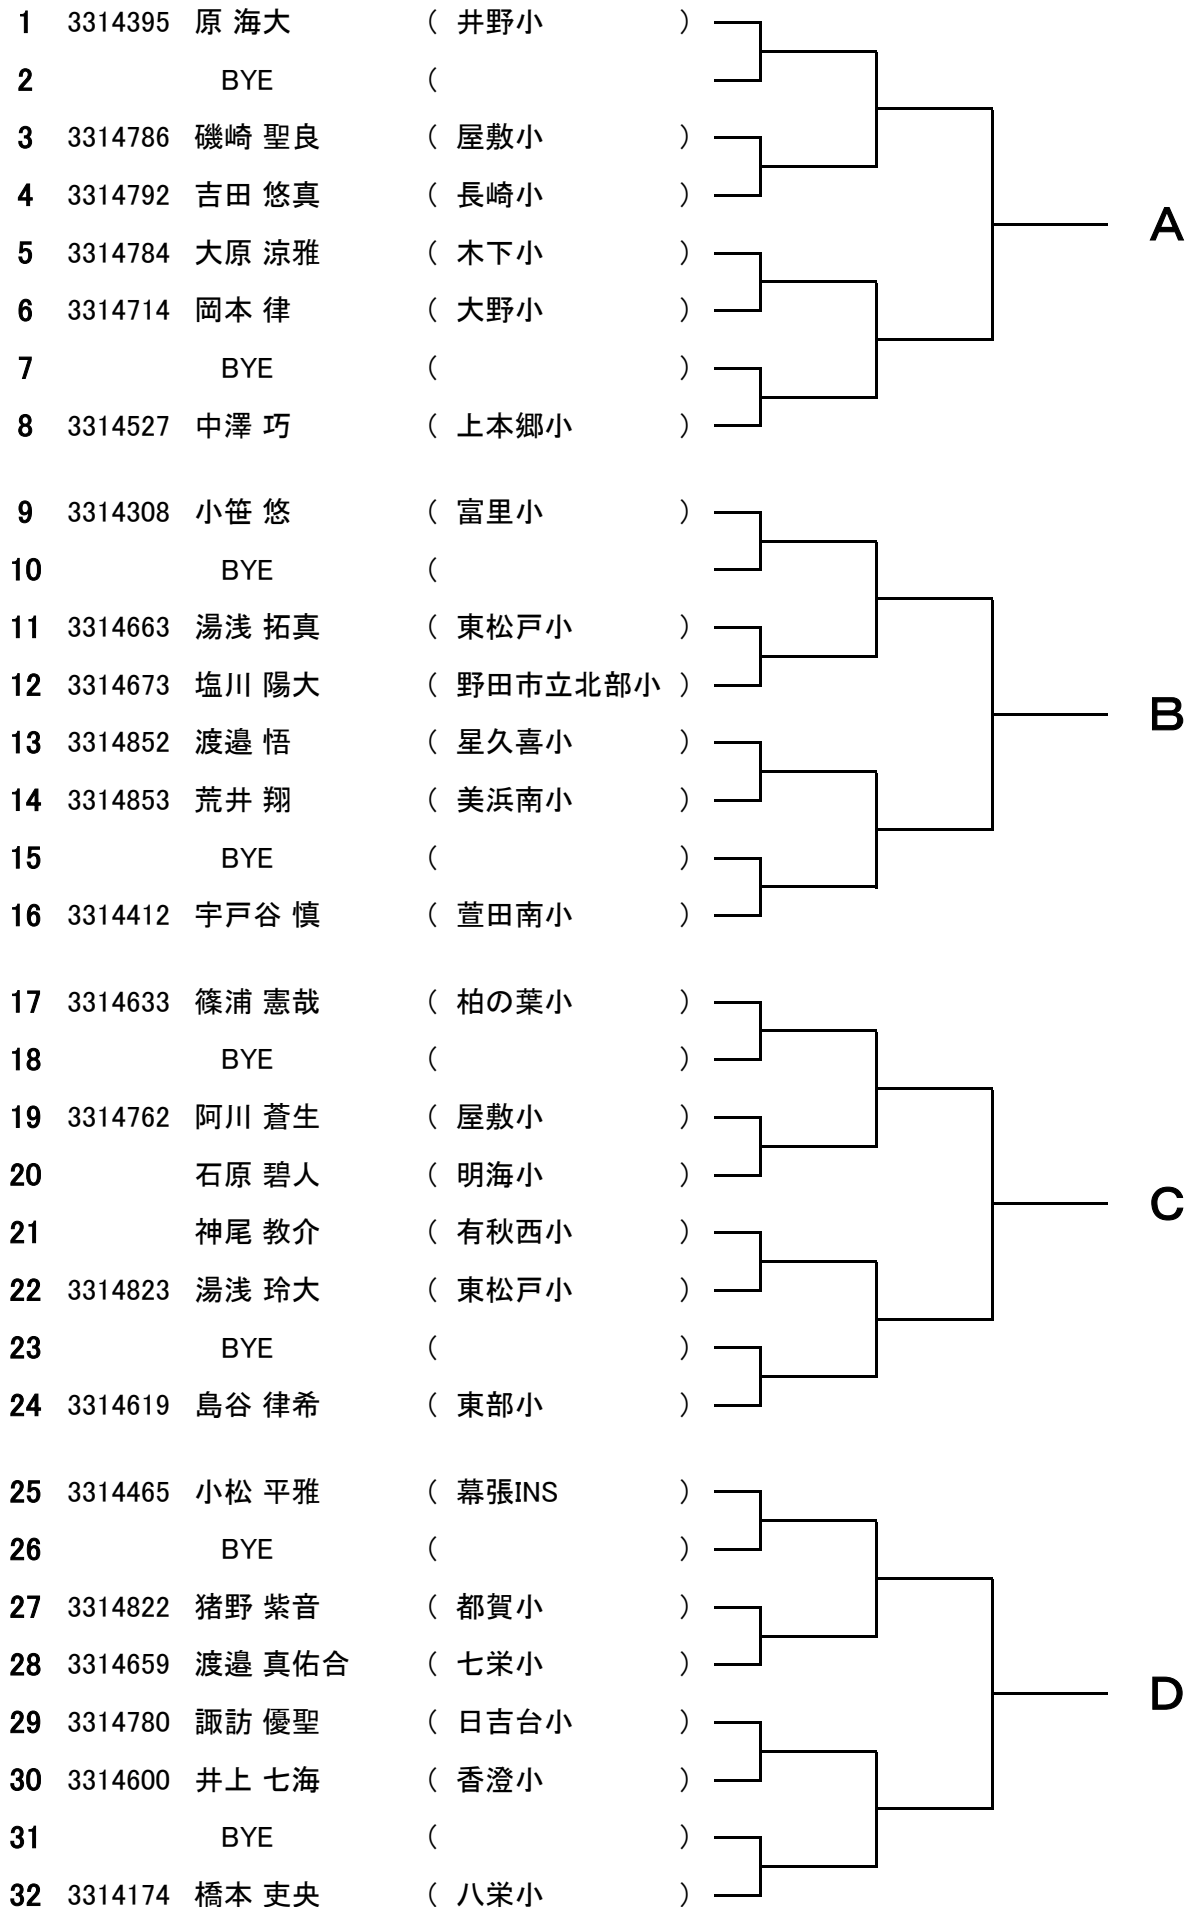 1 3314395 原 海大 ( 井野小 )
2 BYE (
3 3314786 磯崎 聖良 ( 屋敷小 )
4 3314792 吉田 悠真 ( 長崎小 )
A
5 3314784 大原 涼雅 ( 木下小 )
6 3314714 岡本 律 ( 大野小 )
7 BYE ( )
8 3314527 中澤 巧 ( 上本郷小 )
9 3314308 小笹 悠 ( 富里小 )
10 BYE (
11 3314663 湯浅 拓真 ( 東松戸小 )
12 3314673 塩川 陽大 ( 野田市立北部小 )
B
13 3314852 渡邉 悟 ( 星久喜小 )
14 3314853 荒井 翔 ( 美浜南小 )
15 BYE ( )
16 3314412 宇戸谷 慎 ( 萱田南小 )
17 3314633 篠浦 憲哉 ( 柏の葉小 )
18 BYE ( )
19 3314762 阿川 蒼生 ( 屋敷小 )
20 石原 碧人 ( 明海小 )
C
21 神尾 教介 ( 有秋西小 )
22 3314823 湯浅 玲大 ( 東松戸小 )
23 BYE ( )
24 3314619 島谷 律希 ( 東部小 )
25 3314465 小松 平雅 ( 幕張INS )
26 BYE ( )
27 3314822 猪野 紫音 ( 都賀小 )
28 3314659 渡邉 真佑合 ( 七栄小 )
D
29 3314780 諏訪 優聖 ( 日吉台小 )
30 3314600 井上 七海 ( 香澄小 )
31 BYE ( )
32 3314174 橋本 吏央 ( 八栄小 )